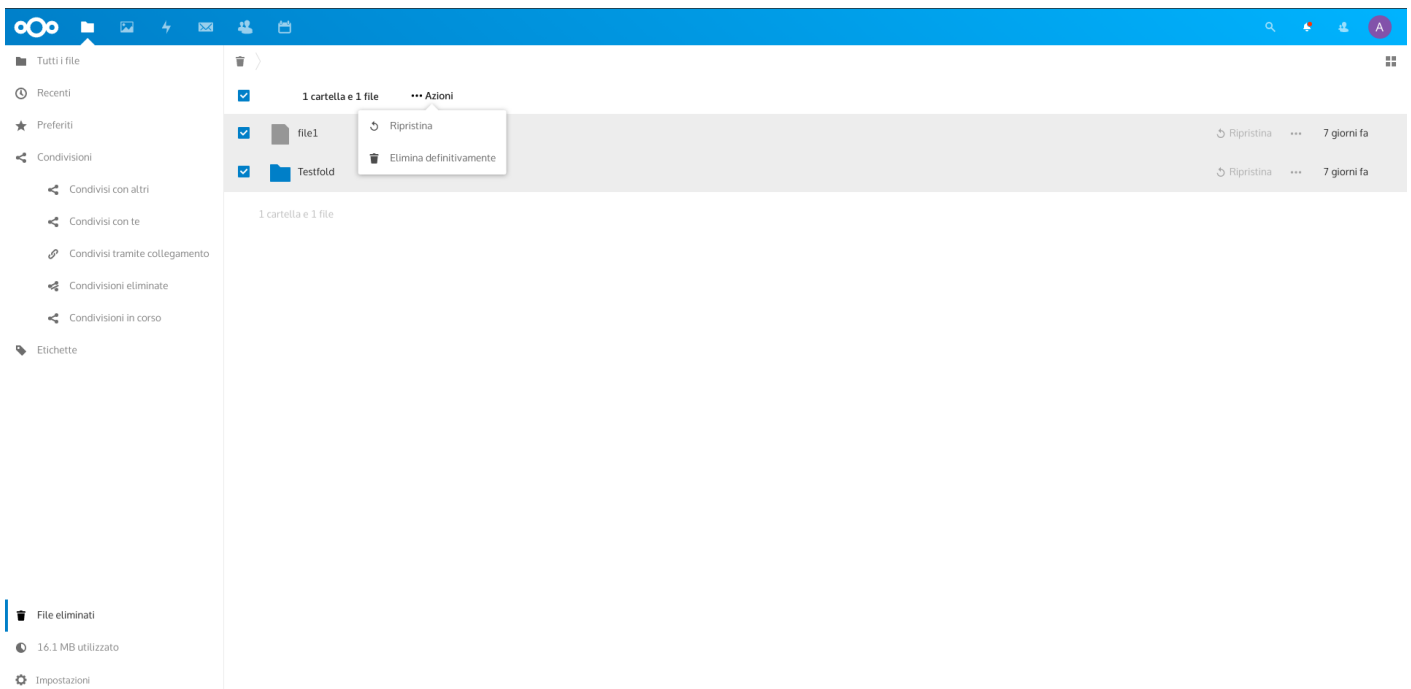 A
Tutti i file
Recenti
Preferiti
Condivisioni
Condivisi con altri
Condivisi con te
Condivisi tramite collegamento
Condivisioni eliminate
Condivisioni in corso
Etichette
File eliminati
16.1 MB utilizzato
Impostazioni
1 cartella e 1 file ••• Azioni
Ripristina
Elimina definitivamente
file1 Ripristina ••• 7 giorni fa
Testfold Ripristina ••• 7 giorni fa
1 cartella e 1 file